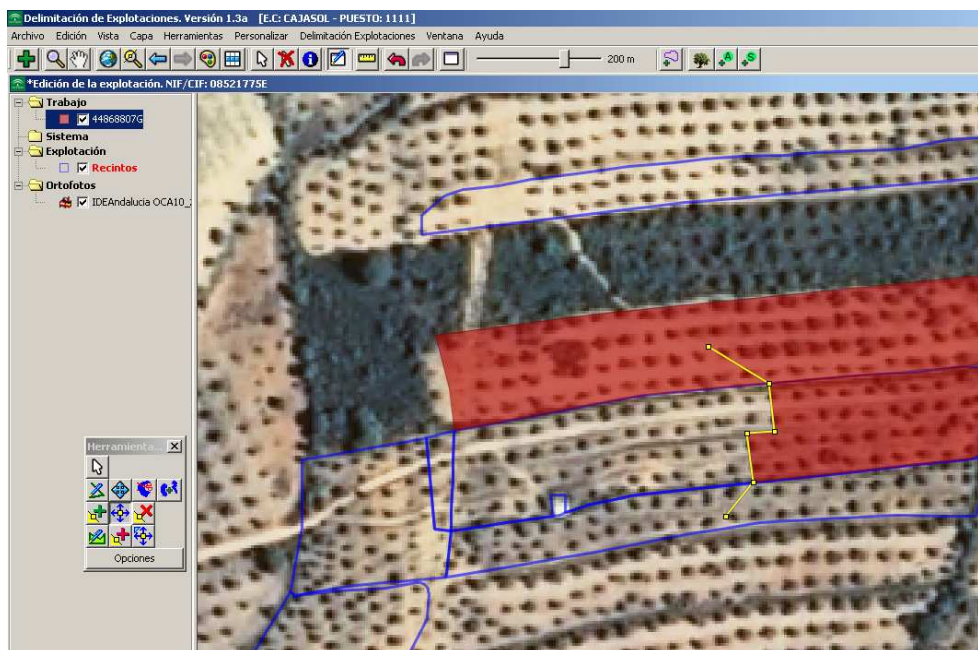 Delimitación de Explotaciones. Versión 1.3a [E.C: CAJASOL - PUESTO: 1111]
Archivo Edición Vista Capa Herramientas Personalizar Delimitación Explotaciones Ventana Ayuda
200 m
A
S
*Edición de la explotación. NIF/CIF: 08521775E
Trabajo
44868807G
Sistema
Explotación
Recintos
Ortofotos
IDEAndalucia OCA10_
Herramienta...
Opciones